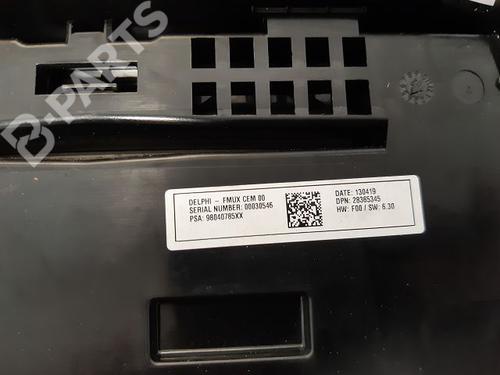 B-PARTS
DELPHI - FMUX CEM 00
SERIAL NUMBER: 00030546
PSA: 98040785XX
DATE: 130419
DPN: 28365345
HW: F00 / SW: 6.30